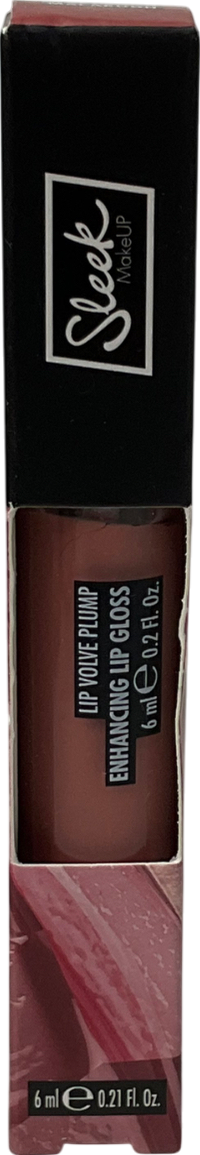 Sleek
MakeUP
LIP VOLVE PLUMP
ENHANCING LIP GLOSS
6 ml ℮ 0.2 Fl. Oz.
6 ml ℮ 0.21 Fl. Oz.